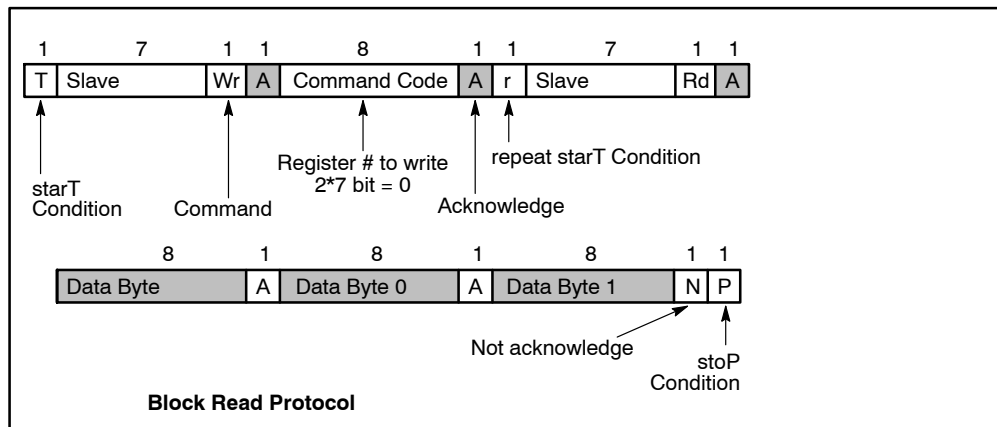 1 7 1 1 8 1 1 7 1 1
T Slave Wr A Command Code A r Slave Rd A
Register # to write
2*7 bit = 0
repeat starT Condition
starT
Condition
Command
Acknowledge
8 1 8 1 8 1 1
Data Byte A Data Byte 0 A Data Byte 1 N P
Not acknowledge
stoP
Condition
Block Read Protocol